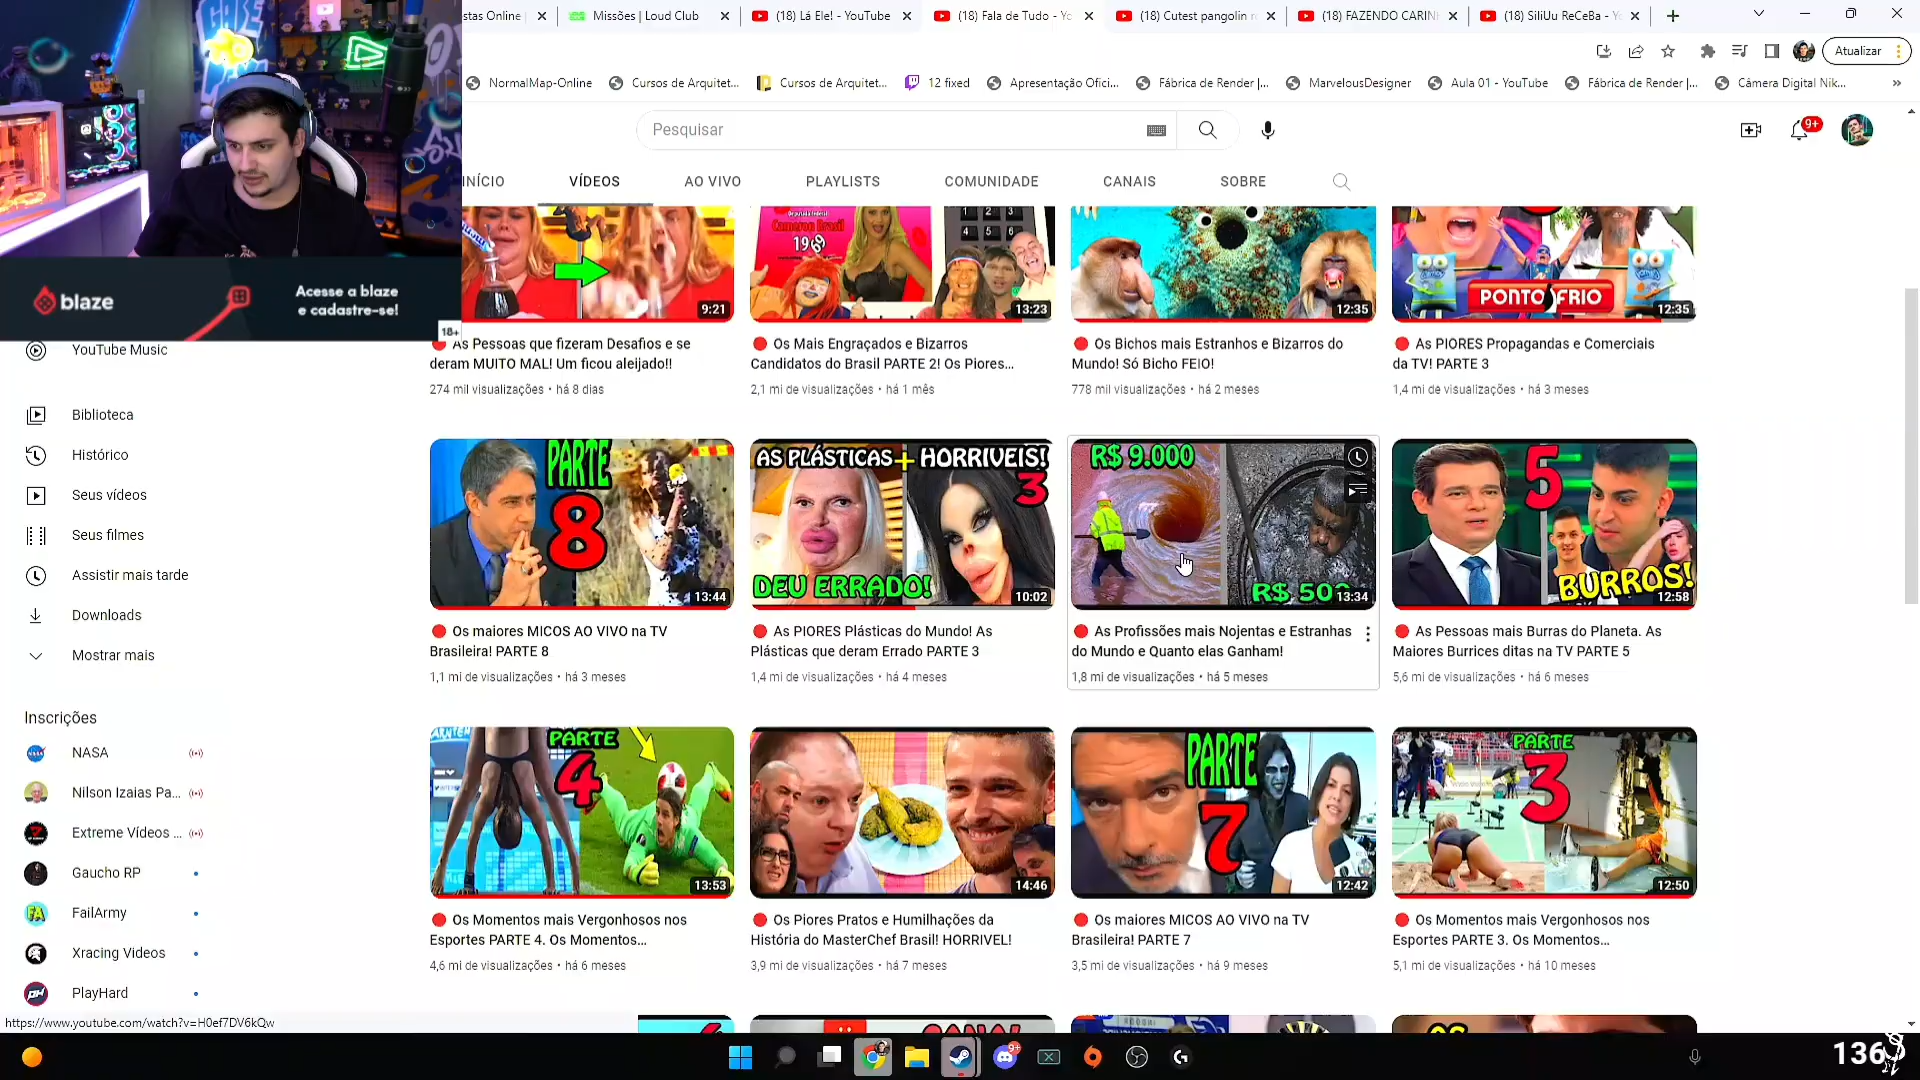 stas Online
Missões | Loud Club
(18) Lá Ele! - YouTube
(18) Fala de Tudo - Yo
(18) Cutest pangolin r
(18) FAZENDO CARIN
(18) SiliUu ReCeBa - Yo
Atualizar
NormalMap-Online
Cursos de Arquitet...
Cursos de Arquitet...
12 fixed
Apresentação Ofici...
Fábrica de Render |...
MarvelousDesigner
Aula 01 - YouTube
Fábrica de Render |...
Câmera Digital Nik...
»
Pesquisar
9+
NÍCIO
VÍDEOS
AO VIVO
PLAYLISTS
COMUNIDADE
CANAIS
SOBRE
blaze
Acesse a blaze
e cadastre-se!
18+
9:21
Cameron Brasil
1969
1 2 3
4 5 6
13:23
12:35
PONTO FRIO
12:35
As Pessoas que fizeram Desafios e se
deram MUITO MAL! Um ficou aleijado!!
274 mil visualizações • há 8 dias
Os Mais Engraçados e Bizarros
Candidatos do Brasil PARTE 2! Os Piores...
2,1 mi de visualizações • há 1 mês
Os Bichos mais Estranhos e Bizarros do
Mundo! Só Bicho FEIO!
778 mil visualizações • há 2 meses
As PIORES Propagandas e Comerciais
da TV! PARTE 3
1,4 mi de visualizações • há 3 meses
YouTube Music
Biblioteca
Histórico
Seus vídeos
Seus filmes
Assistir mais tarde
Downloads
Mostrar mais
PARTE
8
13:44
AS PLÁSTICAS + HORRIVEIS!
3
DEU ERRADO!
10:02
R$ 9.000
R$ 50
13:34
5
BURROS!
12:58
Os maiores MICOS AO VIVO na TV
Brasileira! PARTE 8
1,1 mi de visualizações • há 3 meses
As PIORES Plásticas do Mundo! As
Plásticas que deram Errado PARTE 3
1,4 mi de visualizações • há 4 meses
As Profissões mais Nojentas e Estranhas
do Mundo e Quanto elas Ganham!
1,8 mi de visualizações • há 5 meses
As Pessoas mais Burras do Planeta. As
Maiores Burrices ditas na TV PARTE 5
5,6 mi de visualizações • há 6 meses
Inscrições
NASA
Nilson Izaias Pa...
Extreme Vídeos ...
Gaucho RP
FailArmy
Xracing Videos
PlayHard
PARTE
4
13:53
14:46
PARTE
7
12:42
PARTE
3
12:50
Os Momentos mais Vergonhosos nos
Esportes PARTE 4. Os Momentos...
4,6 mi de visualizações • há 6 meses
Os Piores Pratos e Humilhações da
História do MasterChef Brasil! HORRIVEL!
3,9 mi de visualizações • há 7 meses
Os maiores MICOS AO VIVO na TV
Brasileira! PARTE 7
3,5 mi de visualizações • há 9 meses
Os Momentos mais Vergonhosos nos
Esportes PARTE 3. Os Momentos...
5,1 mi de visualizações • há 10 meses
https://www.youtube.com/watch?v=H0ef7DV6kQw
9+
136